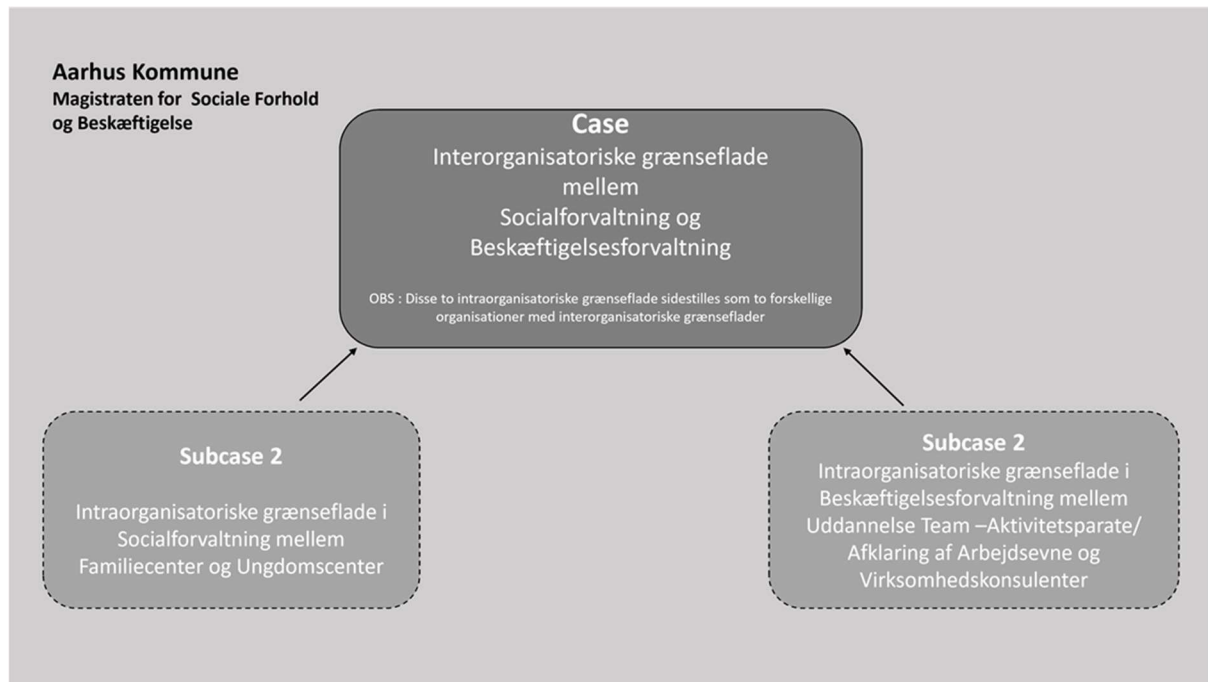 Aarhus Kommune
Magistraten for Sociale Forhold
og Beskæftigelse
Case
Interorganisatoriske grænseflade
mellem
Socialforvaltning og
Beskæftigelsesforvaltning
OBS : Disse to intraorganisatoriske grænseflade sidestilles som to forskellige
organisationer med interorganisatoriske grænseflader
Subcase 2
Intraorganisatoriske grænseflade i
Socialforvaltning mellem
Familiecenter og Ungdomscenter
Subcase 2
Intraorganisatoriske grænseflade i
Beskæftigelsesforvaltning mellem
Uddannelse Team –Aktivitetsparate/
Afklaring af Arbejdsevne og
Virksomhedskonsulenter